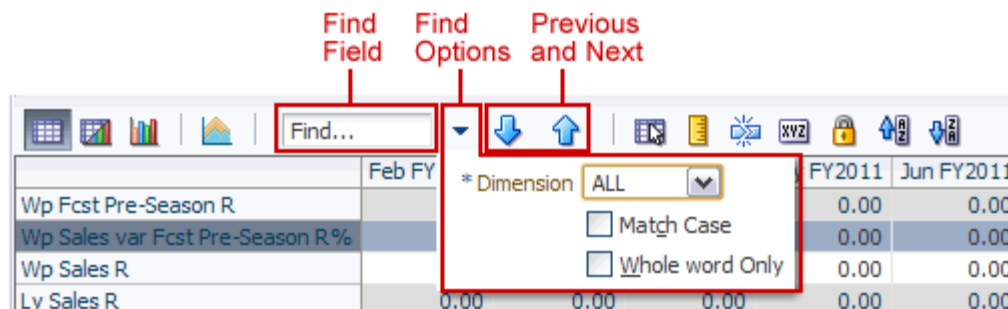 Find Field
Find Options
Previous and Next
Find...
XYZ
A Z
Z A
* Dimension ALL
Match Case
Whole word Only
Feb FY FY2011 Jun FY2011
Wp Fcst Pre-Season R 0.00 0.00
Wp Sales var Fcst Pre-Season R% 0.00 0.00
Wp Sales R 0.00 0.00
Ly Sales R 0.00 0.00 0.00 0.00 0.00